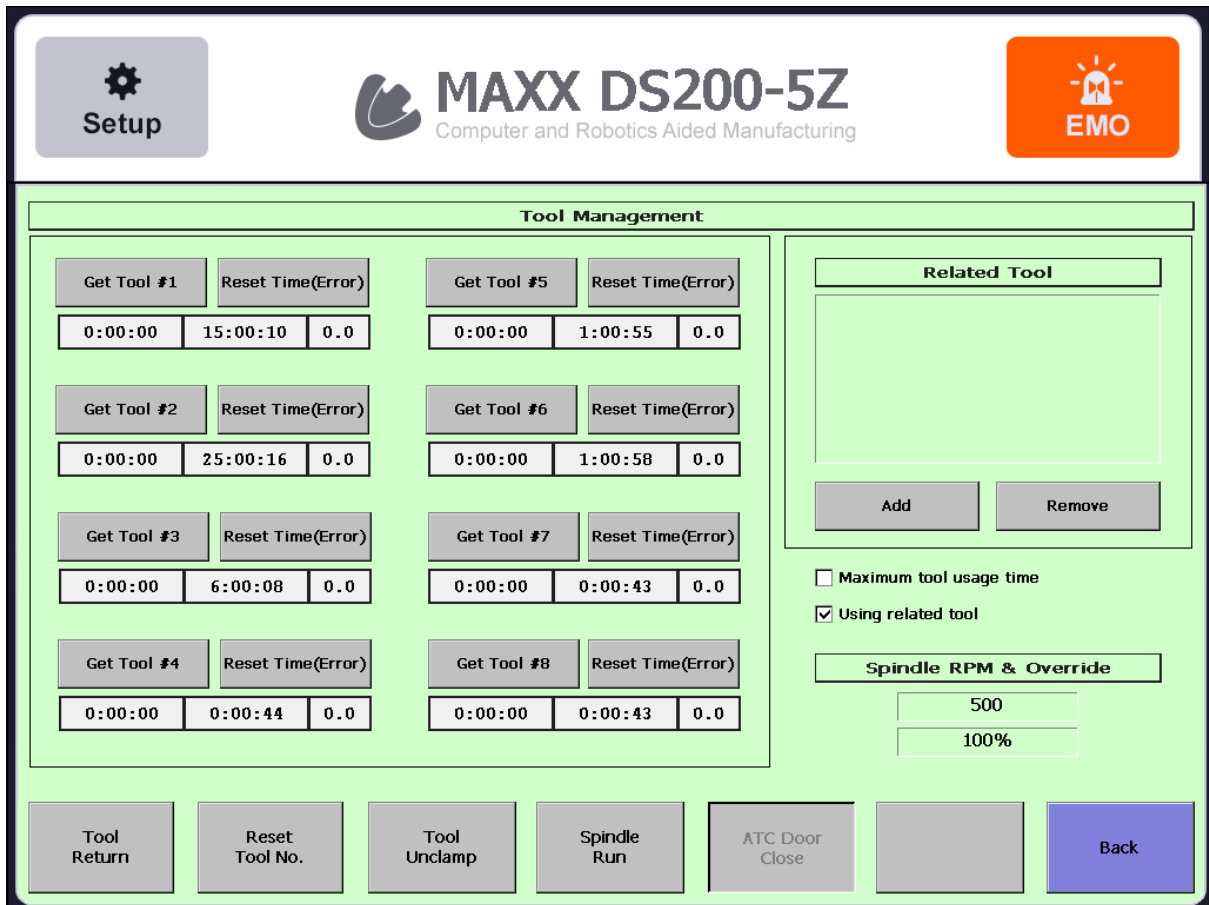 Setup
MAXX DS200-5Z
Computer and Robotics Aided Manufacturing
EMO
Tool Management
Get Tool #1 Reset Time(Error) Get Tool #5 Reset Time(Error)
0:00:00 15:00:10 0.0 0:00:00 1:00:55 0.0
Get Tool #2 Reset Time(Error) Get Tool #6 Reset Time(Error)
0:00:00 25:00:16 0.0 0:00:00 1:00:58 0.0
Get Tool #3 Reset Time(Error) Get Tool #7 Reset Time(Error)
0:00:00 6:00:08 0.0 0:00:00 0:00:43 0.0
Get Tool #4 Reset Time(Error) Get Tool #8 Reset Time(Error)
0:00:00 0:00:44 0.0 0:00:00 0:00:43 0.0
Related Tool
Add Remove
Maximum tool usage time
Using related tool
Spindle RPM & Override
500
100%
Tool
Return
Reset
Tool No.
Tool
Unclamp
Spindle
Run
ATC Door
Close
Back